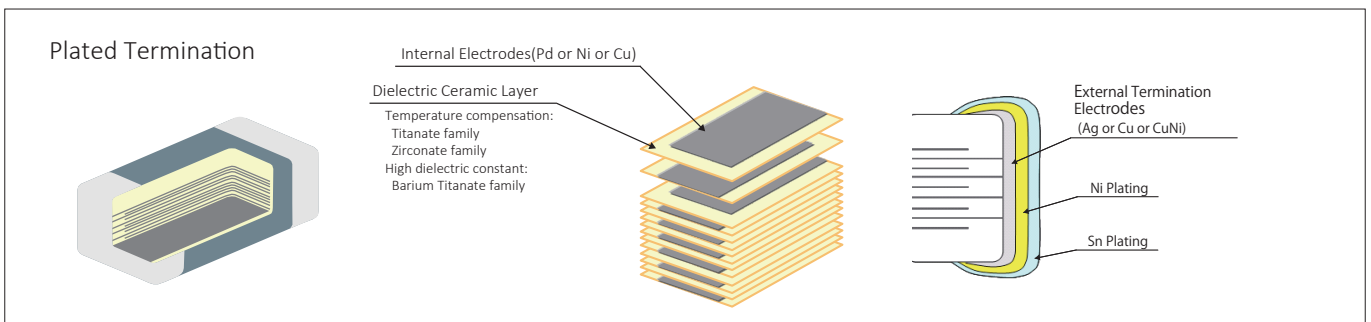 Plated Termination
Internal Electrodes(Pd or Ni or Cu)
Dielectric Ceramic Layer
Temperature compensation:
Titanate family
Zirconate family
High dielectric constant:
Barium Titanate family
External Termination
Electrodes
(Ag or Cu or CuNi)
Ni Plating
Sn Plating